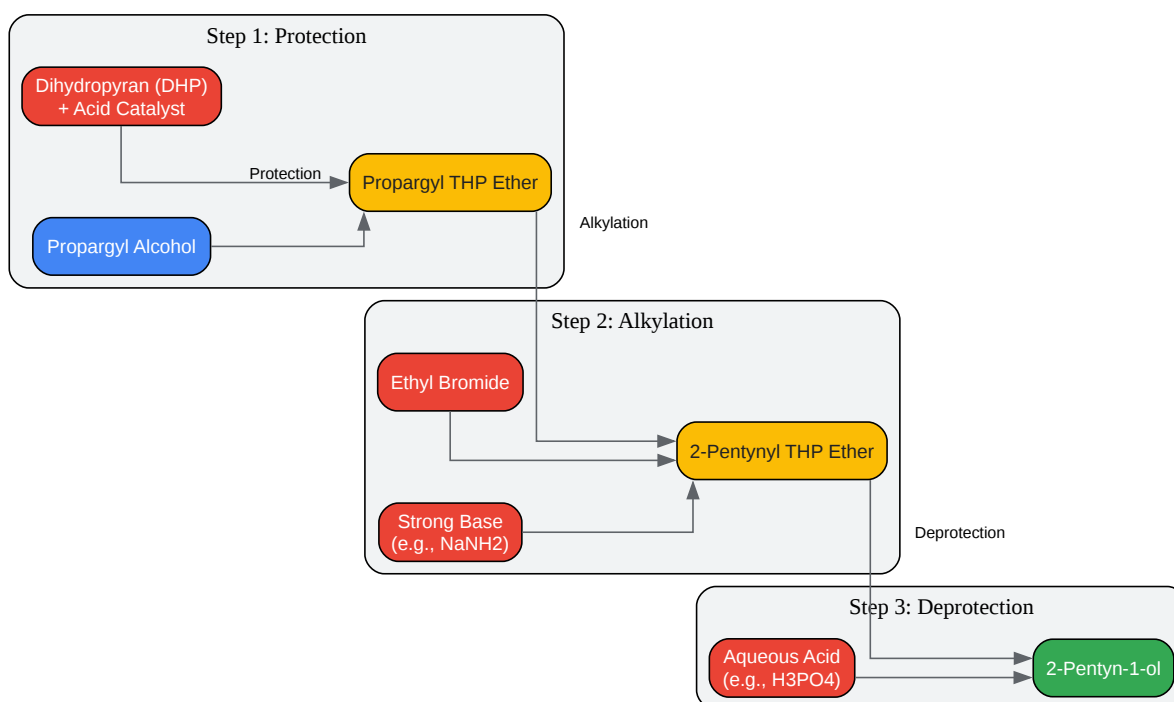 Step 1: Protection
Dihydropyran (DHP)
+ Acid Catalyst
Protection
Propargyl THP Ether
Propargyl Alcohol
Alkylation
Step 2: Alkylation
Ethyl Bromide
2-Pentynyl THP Ether
Strong Base
(e.g., NaNH2)
Deprotection
Step 3: Deprotection
Aqueous Acid
(e.g., H3PO4)
2-Pentyn-1-ol